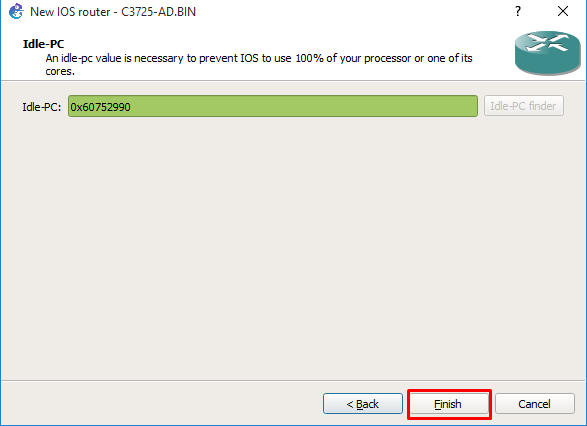 New IOS router - C3725-AD.BIN
?
Idle-PC
An idle-pc value is necessary to prevent IOS to use 100% of your processor or one of its
cores.
Idle-PC: 0x60752990 Idle-PC finder
< Back Finish Cancel